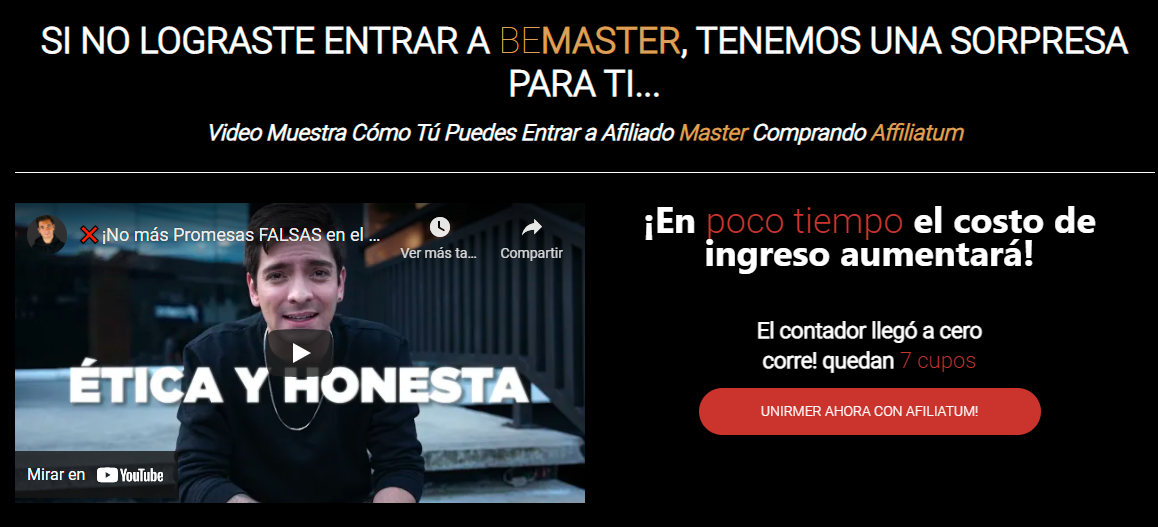 SI NO LOGRASTE ENTRAR A BEMASTER, TENEMOS UNA SORPRESA
PARA TI...
Video Muestra Cómo Tú Puedes Entrar a Afiliado Master Comprando Affiliatum
❌¡No más Promesas FALSAS en el ...
Ver más ta...
Compartir
ÉTICA Y HONESTA
Mirar en YouTube
¡En poco tiempo el costo de
ingreso aumentará!
El contador llegó a cero
corre! quedan 7 cupos
UNIRMER AHORA CON AFILIATUM!